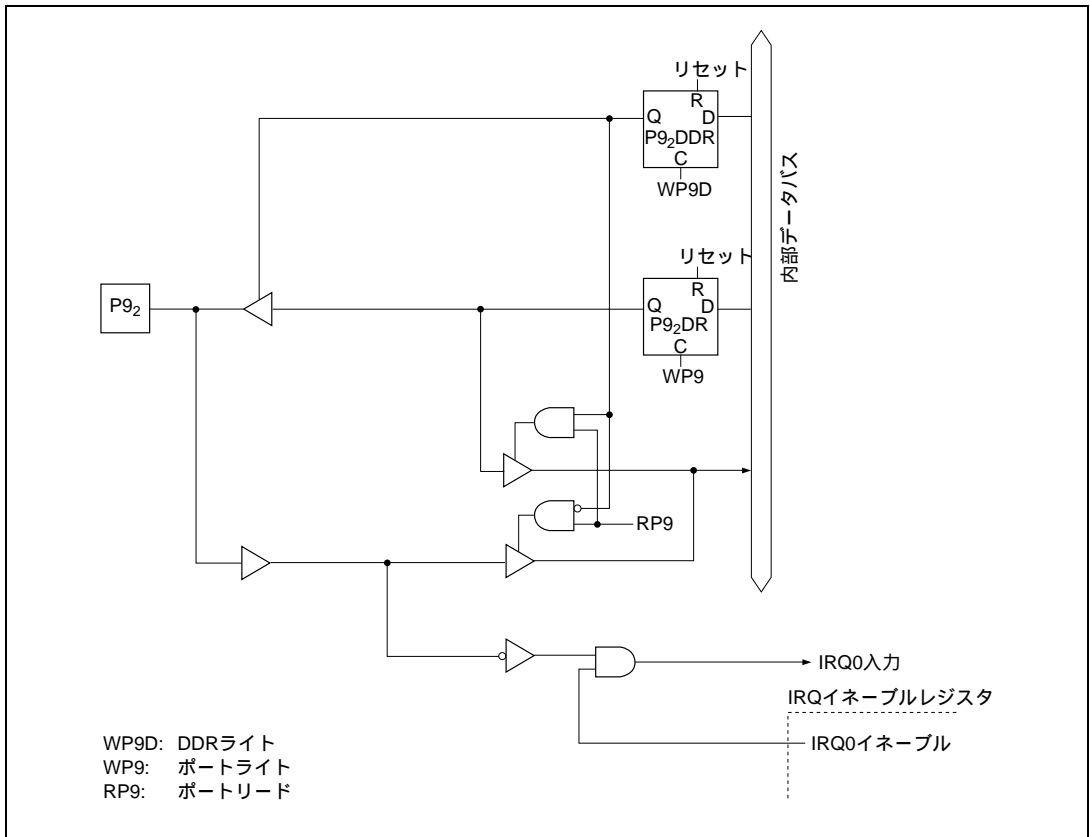 リセット
R
Q D
P9₂DDR
C
WP9D
内部データバス
リセット
R
P9₂
Q D
P9₂DR
C
WP9
RP9
IRQ0入力
IRQイネーブルレジスタ
IRQ0イネーブル
WP9D: DDRライト
WP9: ポートライト
RP9: ポートリード